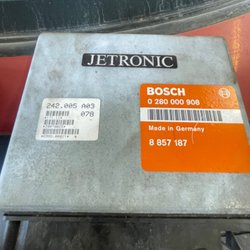 JETRONIC
242.005 A03
078
BOSCH
0 280 000 908
Made in Germany
8 857 187